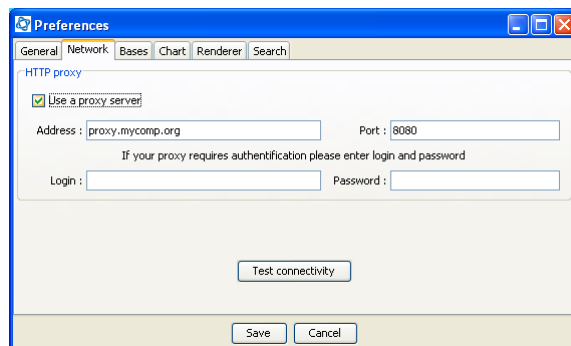 Preferences
General Network Bases Chart Renderer Search
HTTP proxy
Use a proxy server
Address : proxy.mycomp.org Port : 8080
If your proxy requires authentification please enter login and password
Login : Password :
Test connectivity
Save Cancel